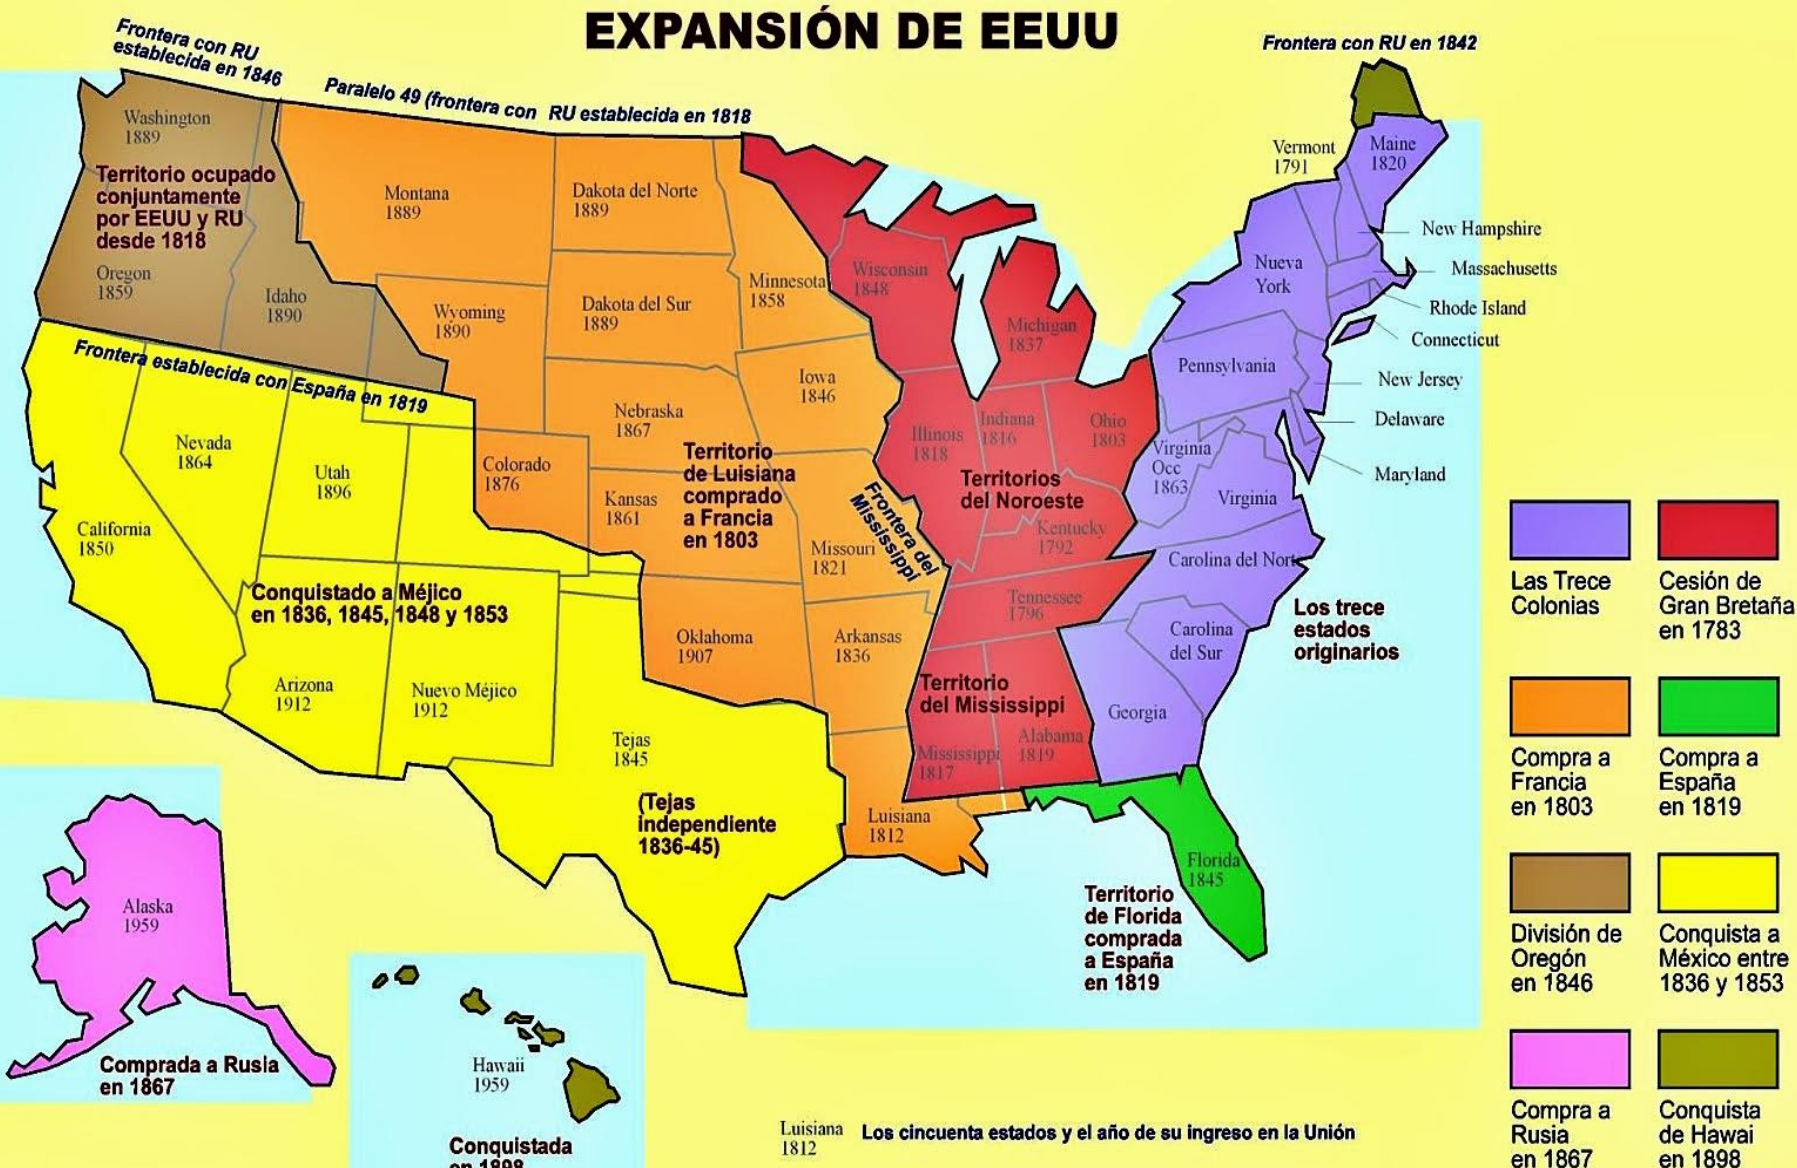 EXPANSIÓN DE EEUU
Frontera con RU
establecida en 1846
Paralelo 49 (frontera con RU establecida en 1818
Frontera con RU en 1842
Washington
1889
Territorio ocupado
conjuntamente
por EEUU y RU
desde 1818
Oregon
1859
Idaho
1890
Montana
1889
Dakota del Norte
1889
Minnesota
1858
Wyoming
1890
Dakota del Sur
1889
Wisconsin
1848
Michigan
1837
Vermont
1791
Maine
1820
New Hampshire
Massachusetts
Rhode Island
Connecticut
New Jersey
Delaware
Maryland
Nueva
York
Pennsylvania
Frontera establecida con España en 1819
Nevada
1864
Utah
1896
California
1850
Colorado
1876
Nebraska
1867
Iowa
1846
Kansas
1861
Territorio
de Luisiana
comprado
a Francia
en 1803
Missouri
1821
Frontera del
Mississippi
Illinois
1818
Indiana
1816
Ohio
1803
Territorios
del Noroeste
Kentucky
1792
Virginia
Occ
1863
Virginia
Carolina del Norte
Tennessee
1796
Carolina
del Sur
Georgia
Los trece
estados
originarios
Conquistado a Méjico
en 1836, 1845, 1848 y 1853
Arizona
1912
Nuevo Méjico
1912
Oklahoma
1907
Arkansas
1836
Territorio
del Mississippi
Mississippi
1817
Alabama
1819
Tejas
1845
(Tejas
independiente
1836-45)
Luisiana
1812
Florida
1845
Territorio
de Florida
comprada
a España
en 1819
Alaska
1959
Comprada a Rusia
en 1867
Hawaii
1959
Conquistada
en 1898
Luisiana
1812
Los cincuenta estados y el año de su ingreso en la Unión
Las Trece
Colonias
Cesión de
Gran Bretaña
en 1783
Compra a
Francia
en 1803
Compra a
España
en 1819
División de
Oregón
en 1846
Conquista a
México entre
1836 y 1853
Compra a
Rusia
en 1867
Conquista
de Hawai
en 1898